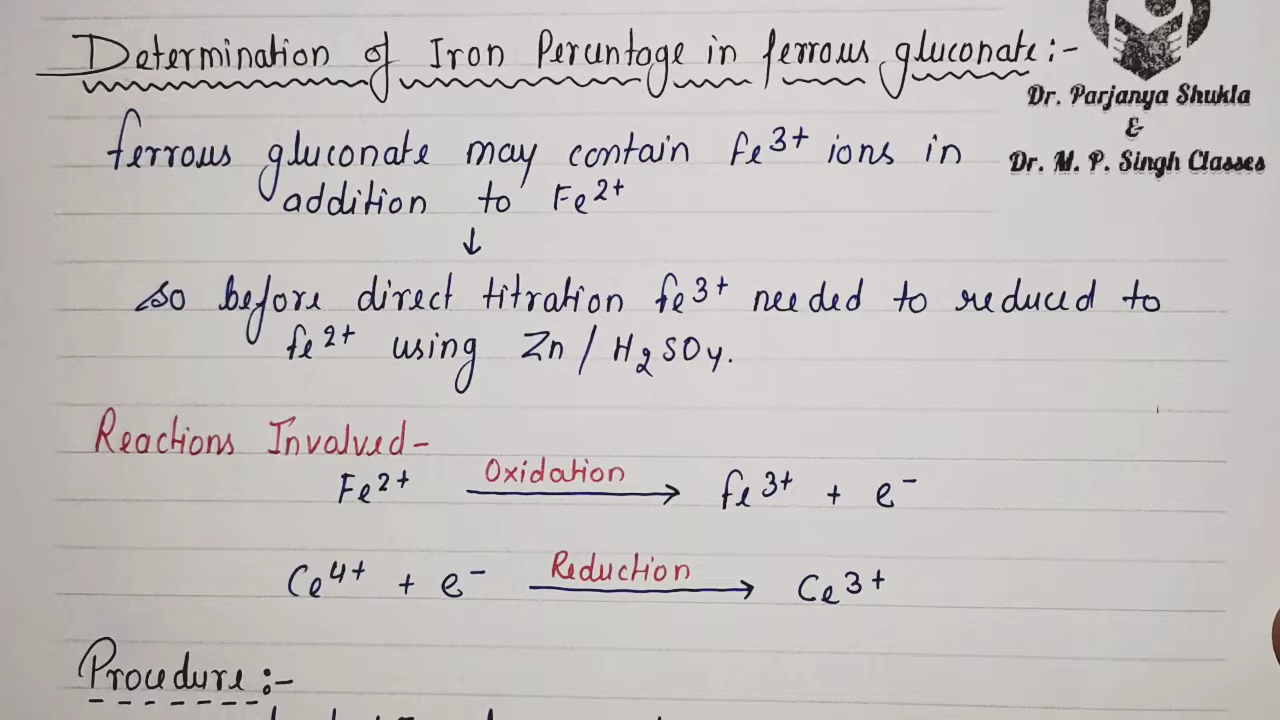 Determination of Iron Percentage in ferrous gluconate :-
Dr. Parjanya Shukla
&
Dr. M. P. Singh Classes
ferrous gluconate may contain Fe³⁺ ions in
addition to Fe²⁺
↓
so before direct titration fe³⁺ needed to reduced to
fe²⁺ using Zn / H₂SO₄.
Reactions Involved-
Fe²⁺ Oxidation → fe³⁺ + e⁻
Ce⁴⁺ + e⁻ Reduction → Ce³⁺
Procedure :-